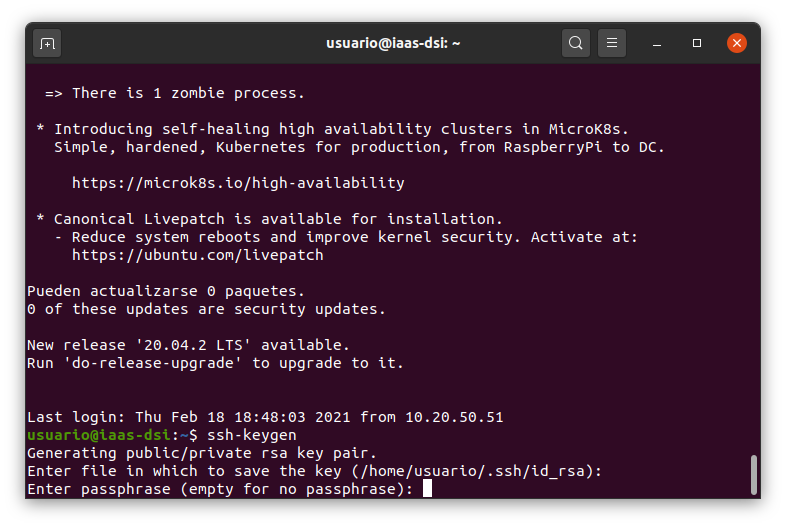 usuario@iaas-dsi: ~
=> There is 1 zombie process.
* Introducing self-healing high availability clusters in MicroK8s.
Simple, hardened, Kubernetes for production, from RaspberryPi to DC.
https://microk8s.io/high-availability
* Canonical Livepatch is available for installation.
- Reduce system reboots and improve kernel security. Activate at:
https://ubuntu.com/livepatch
Pueden actualizarse 0 paquetes.
0 of these updates are security updates.
New release '20.04.2 LTS' available.
Run 'do-release-upgrade' to upgrade to it.
Last login: Thu Feb 18 18:48:03 2021 from 10.20.50.51
usuario@iaas-dsi:~$ ssh-keygen
Generating public/private rsa key pair.
Enter file in which to save the key (/home/usuario/.ssh/id_rsa):
Enter passphrase (empty for no passphrase):